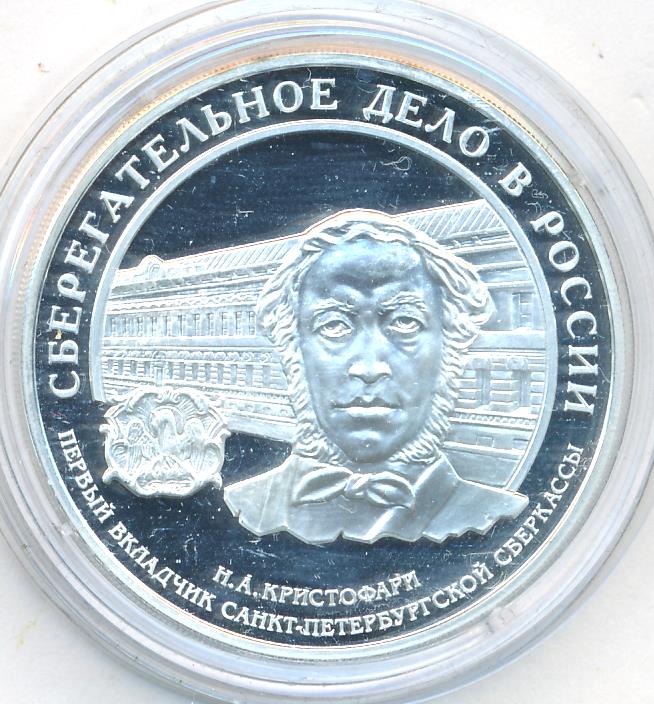 СБЕРЕГАТЕЛЬНОЕ ДЕЛО В РОССИИ
Н.А. КРИСТОФАРИ
ПЕРВЫЙ ВКЛАДЧИК САНКТ-ПЕТЕРБУРГСКОЙ СБЕРКАССЫ